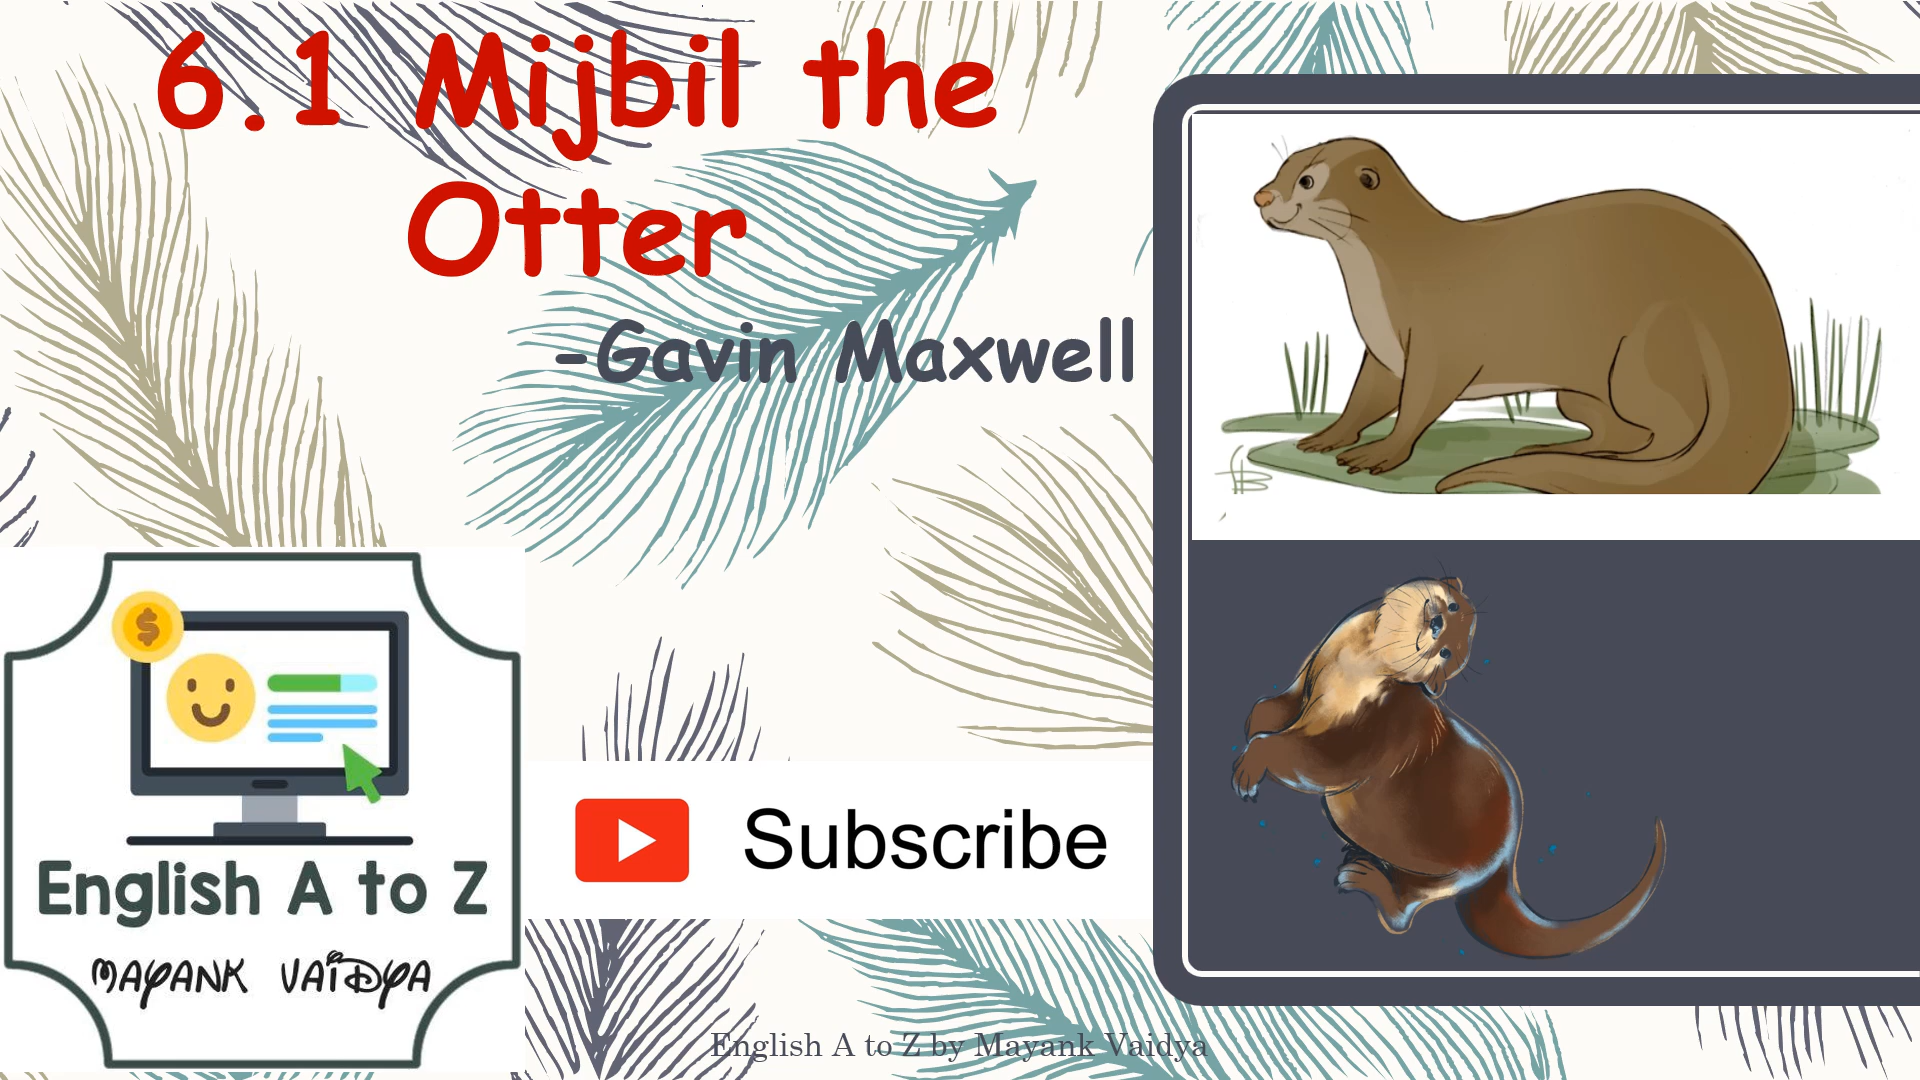 6.1 Mijbil the
Otter
-Gavin Maxwell
$
English A to Z
MAYANK VAIDYA
Subscribe
English A to Z by Mayank Vaidya